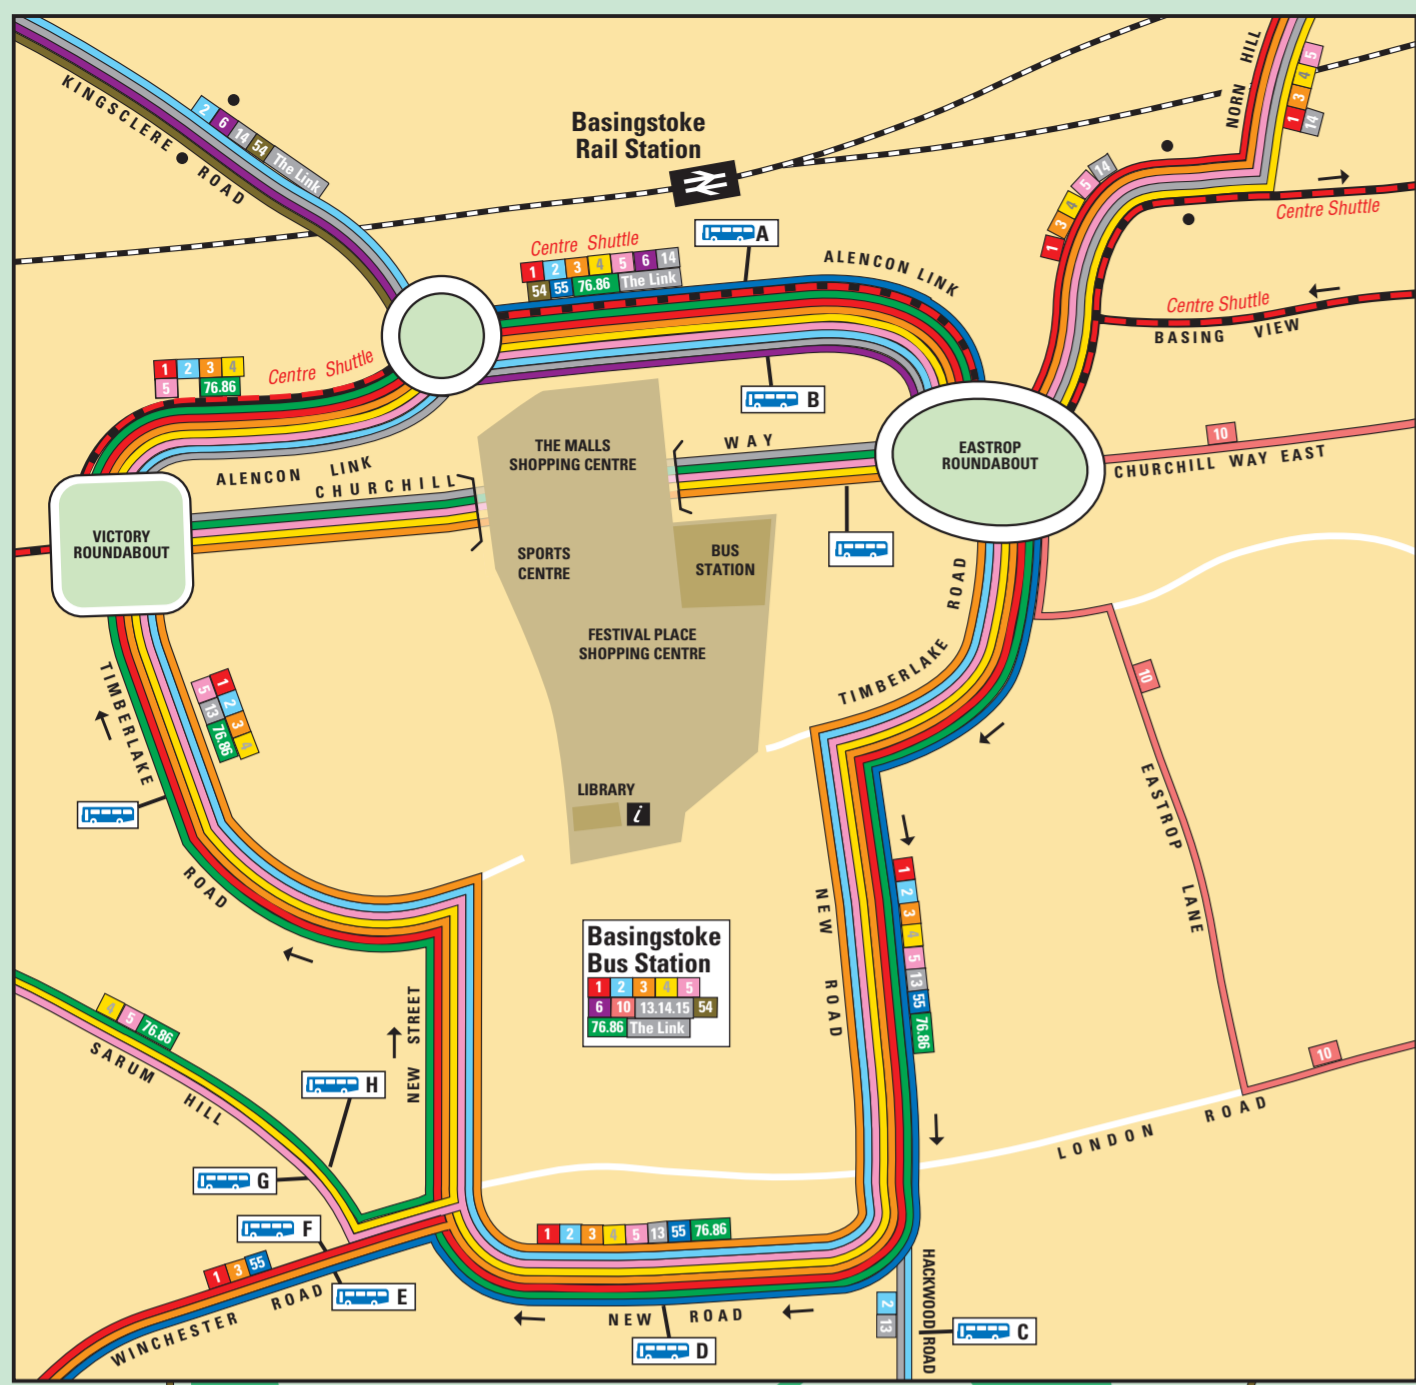 KINGSCLERE ROAD
2 6 14 54 The Link
Basingstoke
Rail Station
NORN HILL
5
4
3
1 14
1 3 4 5 14
Centre Shuttle
Centre Shuttle
BASING VIEW
A
ALENCON LINK
Centre Shuttle
1 2 3 4 5 6 14
54 55 76.86 The Link
B
1 2 3 4
5 76.86
Centre Shuttle
ALENCON LINK
CHURCHILL
WAY
THE MALLS
SHOPPING CENTRE
EASTROP
ROUNDABOUT
10
CHURCHILL WAY EAST
VICTORY
ROUNDABOUT
SPORTS
CENTRE
BUS
STATION
FESTIVAL PLACE
SHOPPING CENTRE
LIBRARY
i
TIMBERLAKE ROAD
10
EASTROP LANE
TIMBERLAKE ROAD
5 1
13 2
76.86 3
4
Basingstoke
Bus Station
1 2 3 4 5
6 10 13.14.15 54
76.86 The Link
NEW ROAD
1 2 3 4 5 13 55 76.86
4 5 76.86
SARUM HILL
NEW STREET
H
G
F
E
1 3 55
WINCHESTER ROAD
1 2 3 4 5 13 55 76.86
NEW ROAD
D
2 13
HACKWOOD ROAD
C
10
LONDON ROAD